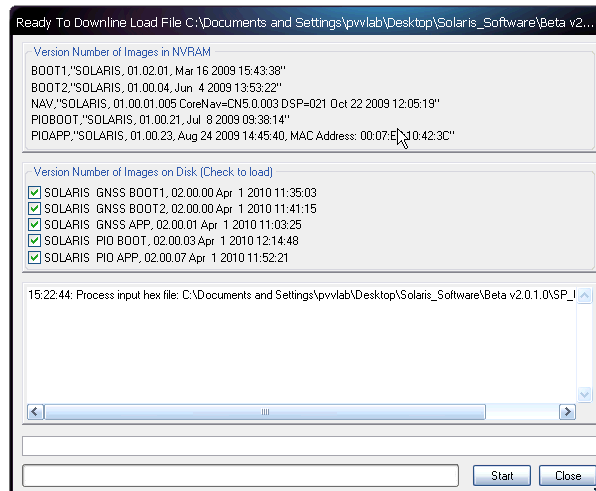 Ready To Downline Load File C:\Documents and Settings\pvvlab\Desktop\Solaris_Software\Beta v2...
Version Number of Images in NVRAM
BOOT1,"SOLARIS, 01.02.01, Mar 16 2009 15:43:38"
BOOT2,"SOLARIS, 01.00.04, Jun 4 2009 13:53:22"
NAV,"SOLARIS, 01.00.01.005 CoreNav=CN5.0.003 DSP=021 Oct 22 2009 12:05:19"
PIOBOOT,"SOLARIS, 01.00.21, Jul 8 2009 09:38:14"
PIOAPP,"SOLARIS, 01.00.23, Aug 24 2009 14:45:40, MAC Address: 00:07:E 10:42:3C"
Version Number of Images on Disk (Check to load)
SOLARIS GNSS BOOT1, 02.00.00 Apr 1 2010 11:35:03
SOLARIS GNSS BOOT2, 02.00.00 Apr 1 2010 11:41:15
SOLARIS GNSS APP, 02.00.01 Apr 1 2010 11:03:25
SOLARIS PIO BOOT, 02.00.03 Apr 1 2010 12:14:48
SOLARIS PIO APP, 02.00.07 Apr 1 2010 11:52:21
15:22:44: Process input hex file: C:\Documents and Settings\pvvlab\Desktop\Solaris_Software\Beta v2.0.1.0\SP_
Start Close